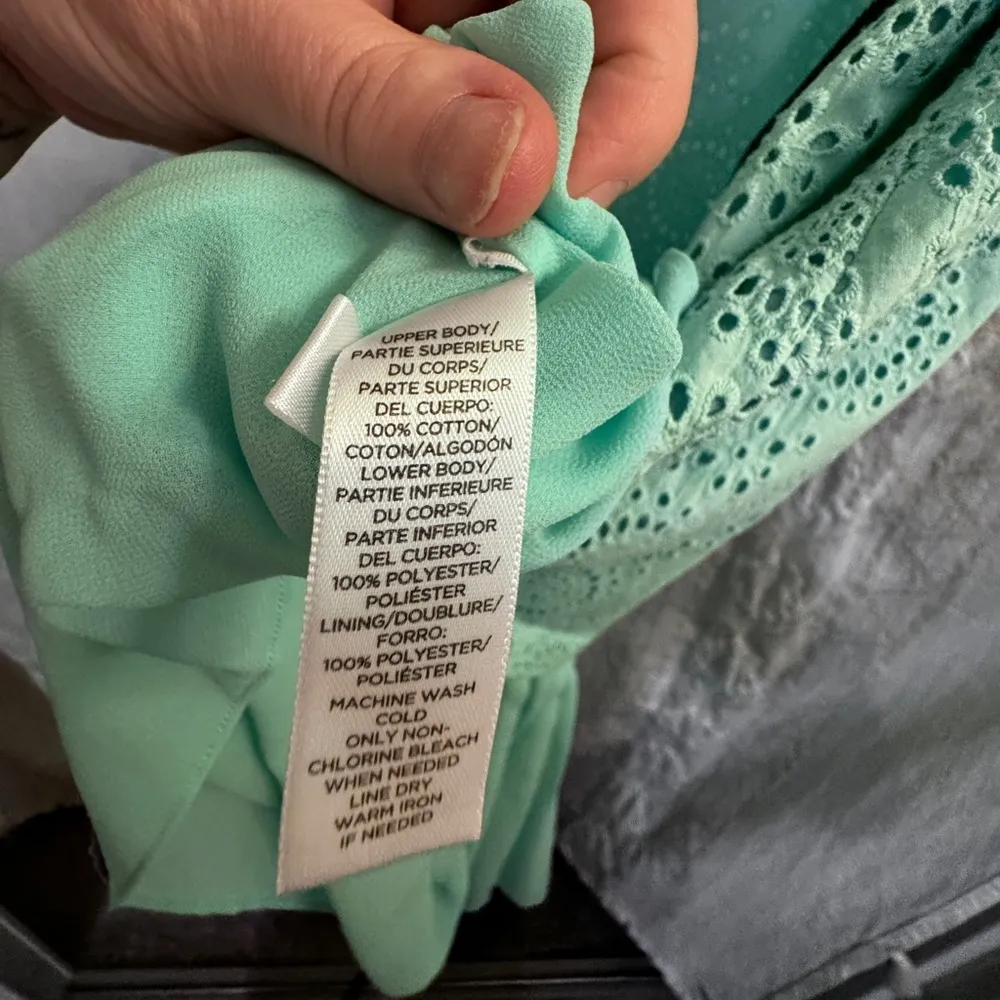 UPPER BODY/
PARTIE SUPERIEURE
DU CORPS/
PARTE SUPERIOR
DEL CUERPO:
100% COTTON/
COTON/ALGODÓN
LOWER BODY/
PARTIE INFERIEURE
DU CORPS/
PARTE INFERIOR
DEL CUERPO:
100% POLYESTER/
POLIÉSTER
LINING/DOUBLURE/
FORRO:
100% POLYESTER/
POLIÉSTER
MACHINE WASH
COLD
ONLY NON-
CHLORINE BLEACH
WHEN NEEDED
LINE DRY
WARM IRON
IF NEEDED